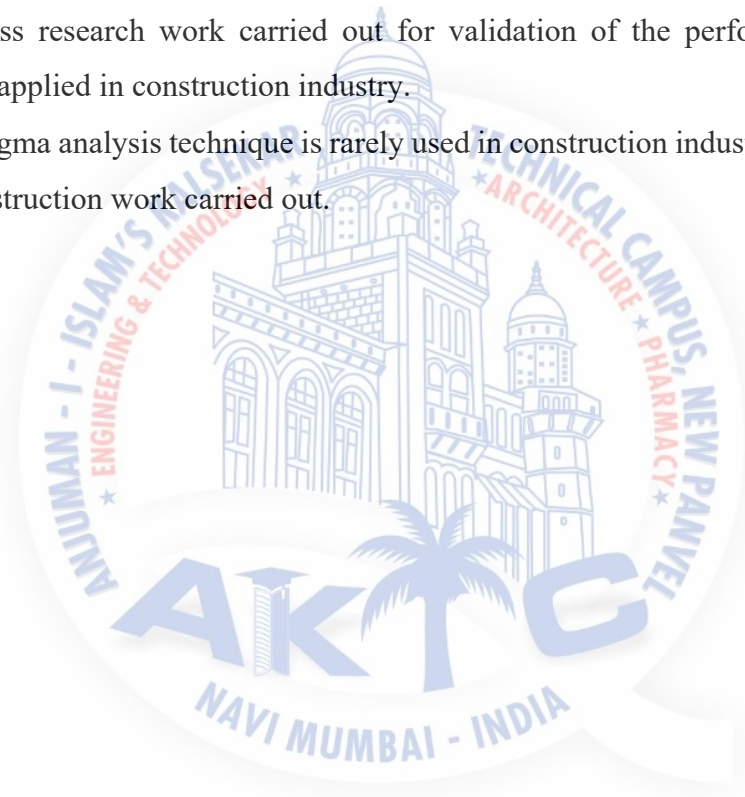 ss research work carried out for validation of the perfo
applied in construction industry.
gma analysis technique is rarely used in construction indus
struction work carried out.
ANJUMAN - I - ISLAM'S KALSEKAR TECHNICAL CAMPUS, NEW PANVEL
★ ENGINEERING & TECHNOLOGY ★ ★ ARCHITECTURE ★ PHARMACY ★
AKTC
NAVI MUMBAI - INDIA